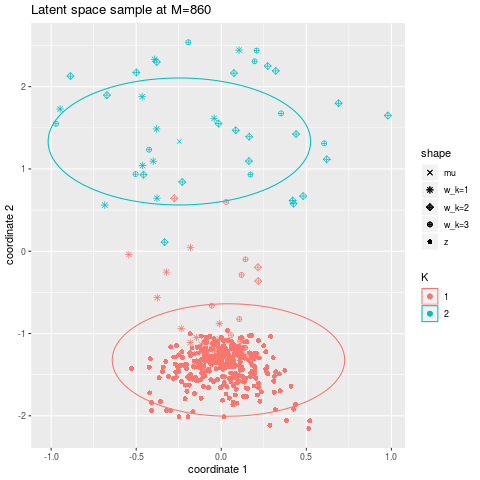 Latent space sample at M=860
coordinate 2
2
1
0
-1
-2
-1.0
-0.5
0.0
0.5
1.0
coordinate 1
shape
mu
w_k=1
w_k=2
w_k=3
z
K
1
2